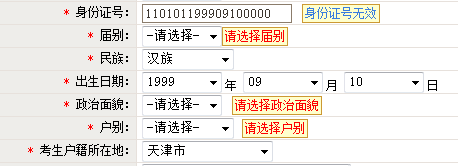 * 身份证号: 110101199909100000 身份证号无效
* 届别: -请选择- 请选择届别
* 民族: 汉族
* 出生日期: 1999 年 09 月 10 日
* 政治面貌: -请选择- 请选择政治面貌
* 户别: -请选择- 请选择户别
* 考生户籍所在地: 天津市